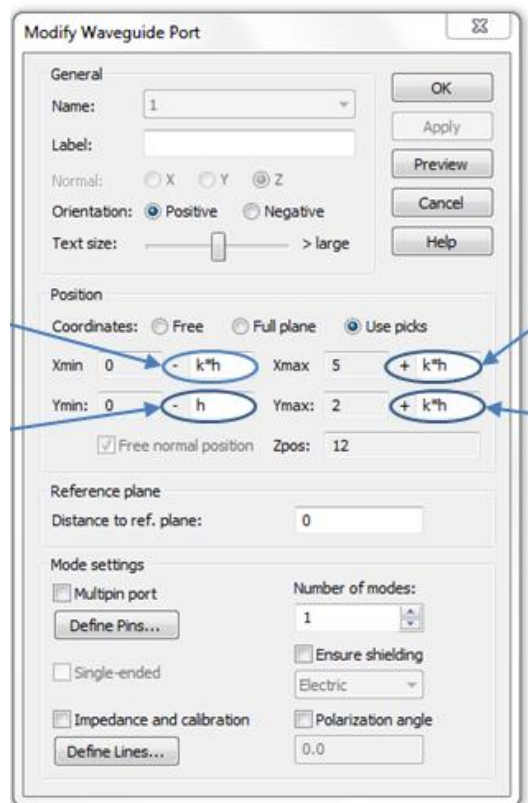 Modify Waveguide Port
General
Name: 1
Label:
Normal: X Y Z
Orientation: Positive Negative
Text size: > large
OK
Apply
Preview
Cancel
Help
Position
Coordinates: Free Full plane Use picks
Xmin 0 - k*h Xmax 5 + k*h
Ymin: 0 - h Ymax: 2 + k*h
Free normal position Zpos: 12
Reference plane
Distance to ref. plane: 0
Mode settings
Multipin port
Define Pins...
Single-ended
Impedance and calibration
Define Lines...
Number of modes:
1
Ensure shielding
Electric
Polarization angle
0.0